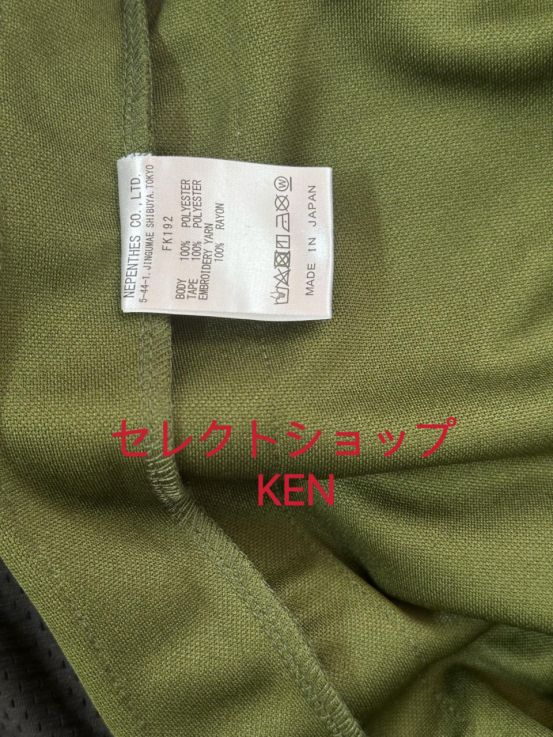 NEPENTHES CO.,LTD.
5-44-1,JINGUMAE SHIBUYA,TOKYO
FK192
BODY 100% POLYESTER
TAPE 100% POLYESTER
EMBROIDERY YARN
100% RAYON
MADE IN JAPAN
セレクトショップ
KEN